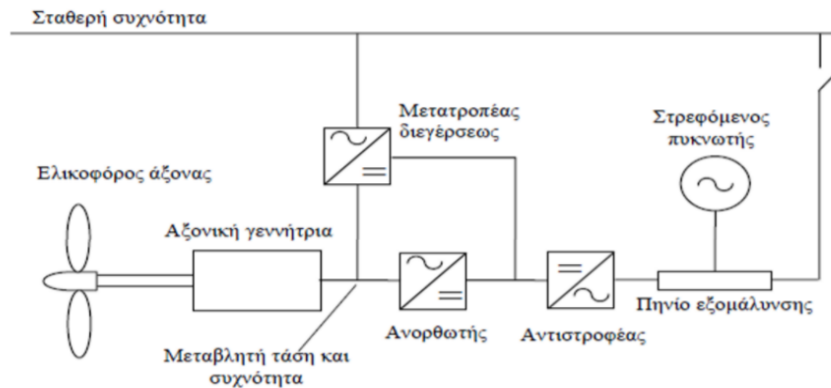 Σταθερή συχνότητα
Μετατροπέας
διεγέρσεως
Στρεφόμενος
πυκνωτής
Ελικοφόρος άξονας
Αξονική γεννήτρια
Ανορθωτής
Αντιστροφέας
Πηνίο εξομάλυνσης
Μεταβλητή τάση και
συχνότητα